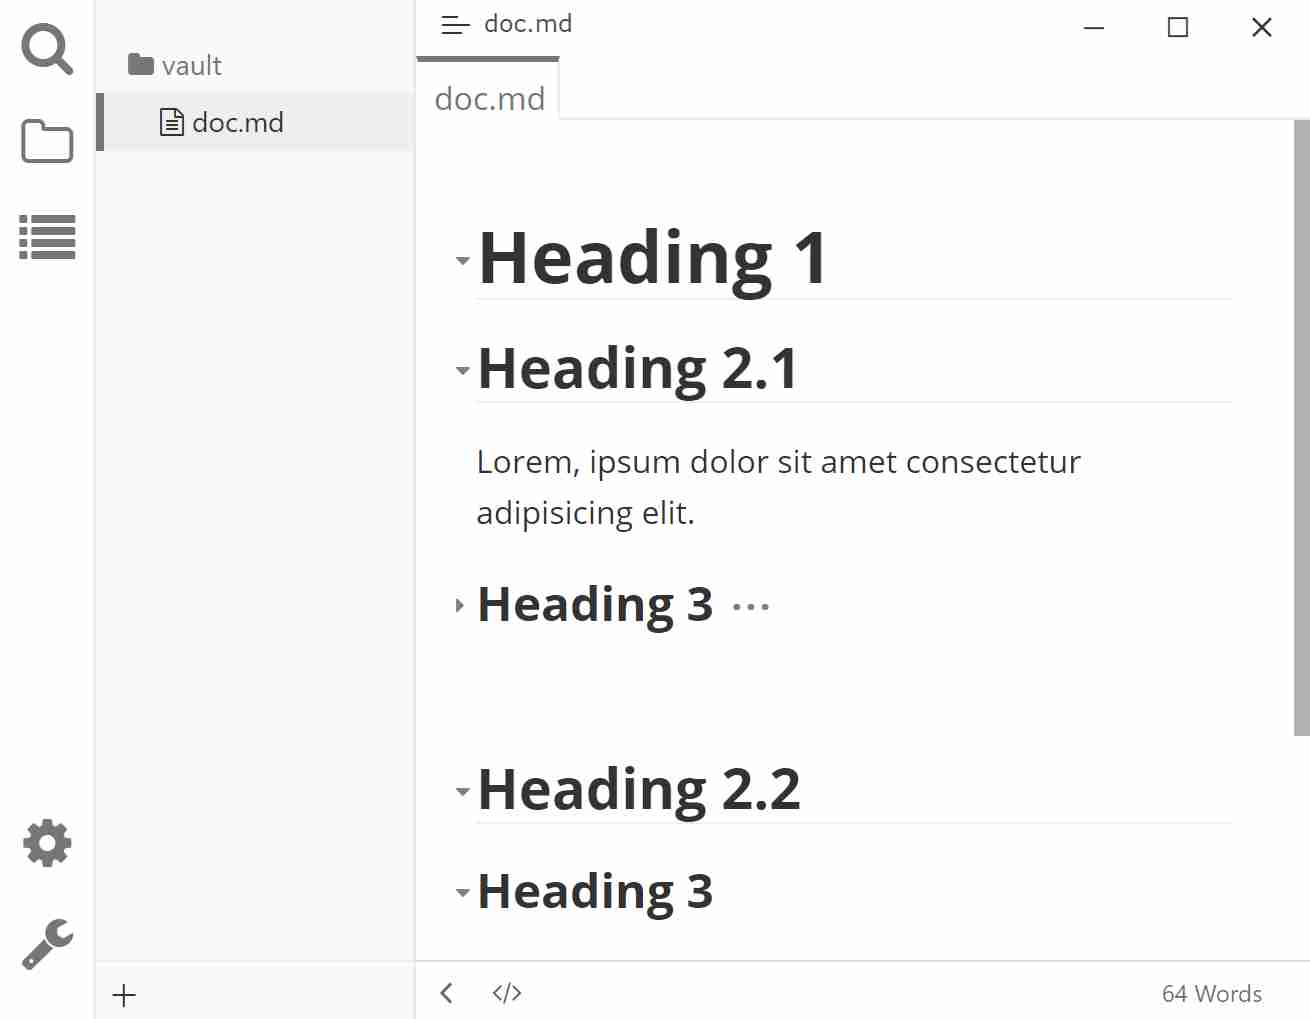 doc.md
vault
doc.md
doc.md
Heading 1
Heading 2.1
Lorem, ipsum dolor sit amet consectetur
adipisicing elit.
Heading 3 ...
Heading 2.2
Heading 3
</> 64 Words